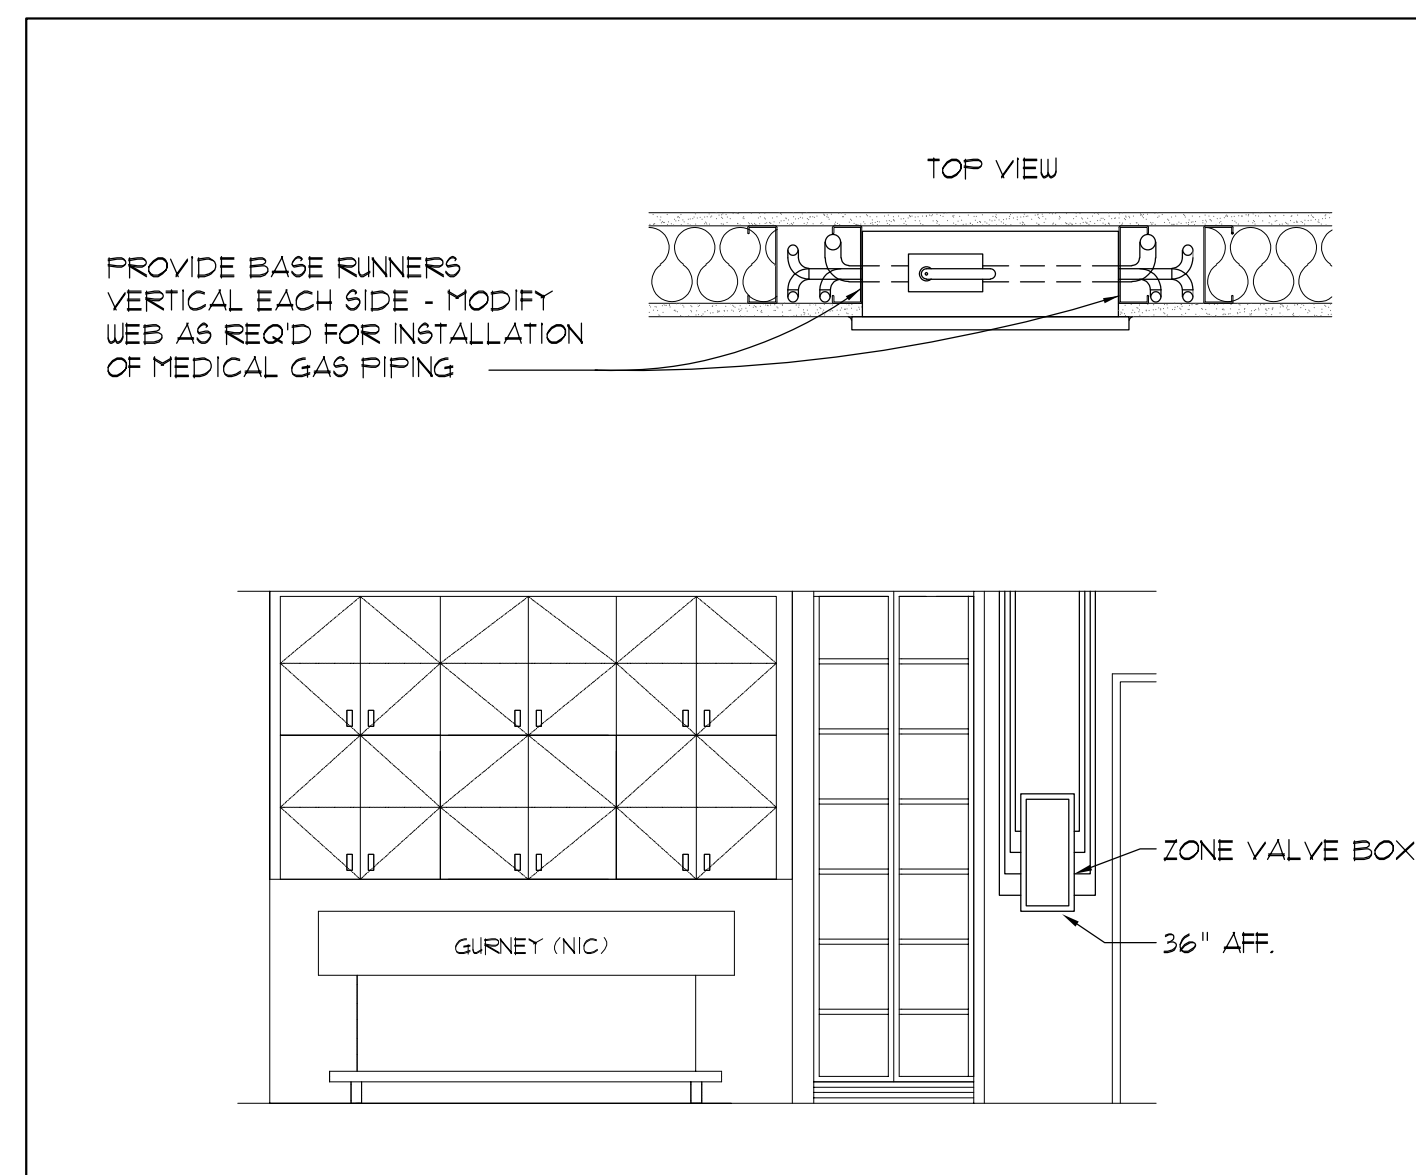 TOP VIEW
PROVIDE BASE RUNNERS
VERTICAL EACH SIDE - MODIFY
WEB AS REQ'D FOR INSTALLATION
OF MEDICAL GAS PIPING
ZONE VALVE BOX
GURNEY (NIC)
36" AFF.